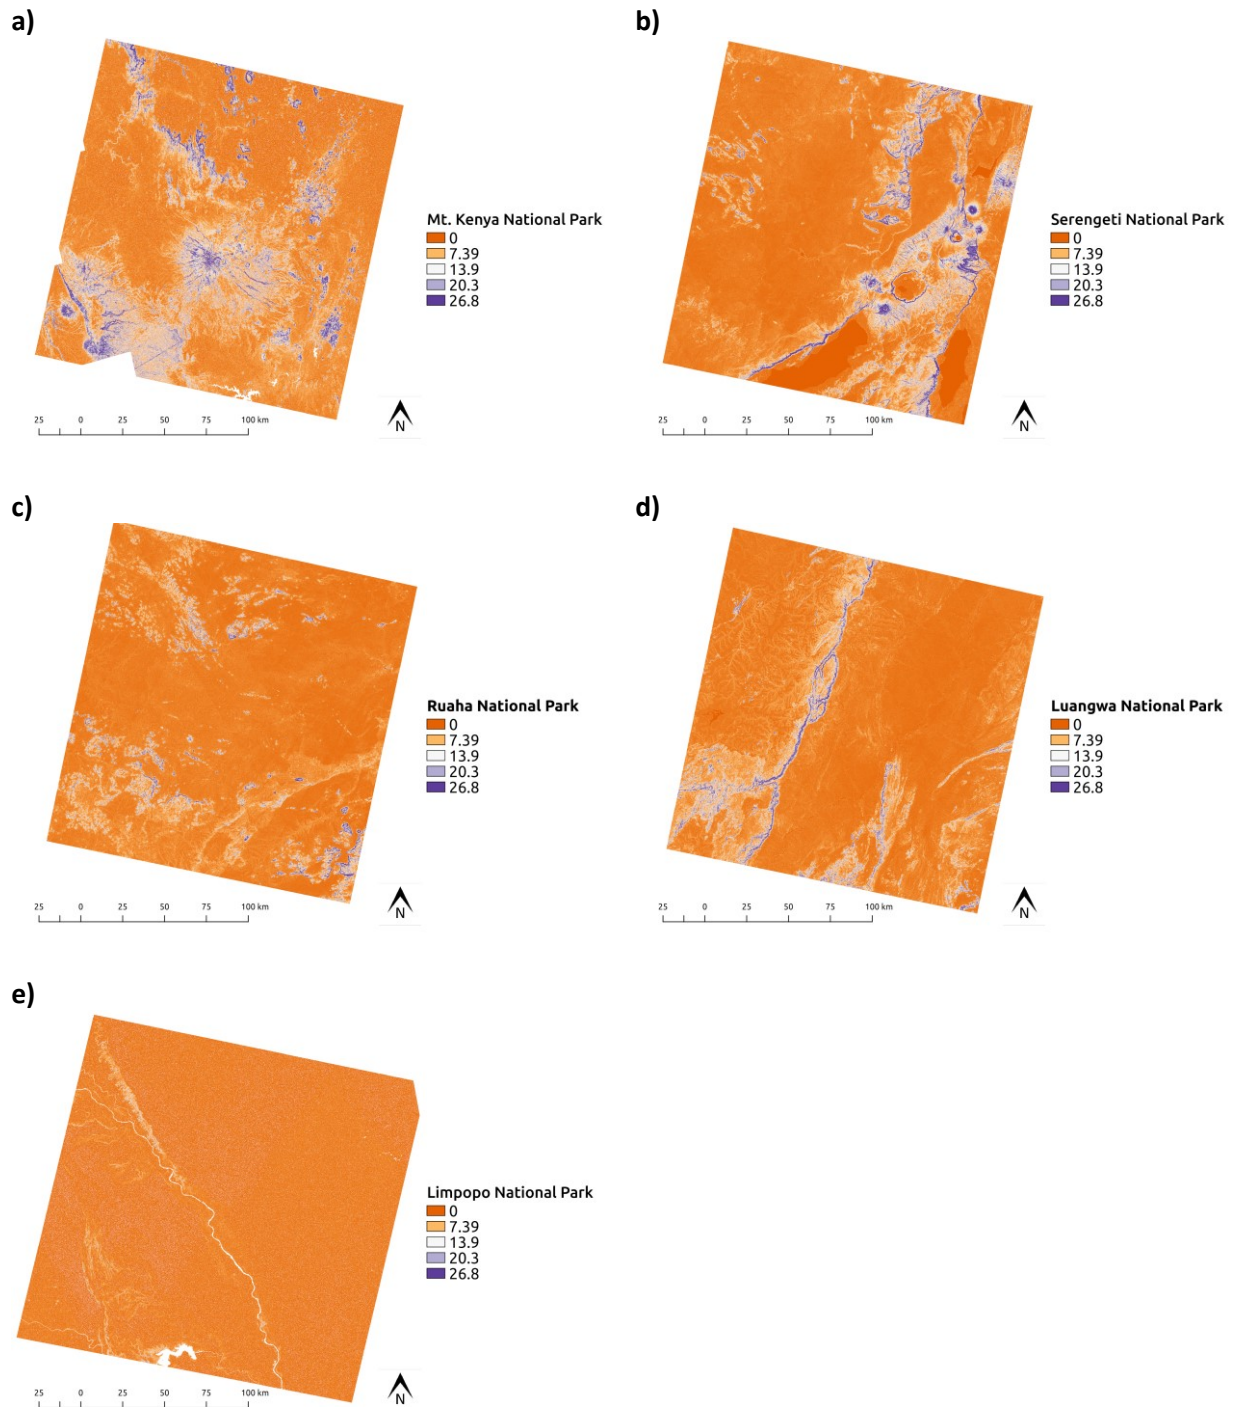 a)
Mt. Kenya National Park
0
7.39
13.9
20.3
26.8
25 0 25 50 75 100 km
N
b)
Serengeti National Park
0
7.39
13.9
20.3
26.8
25 0 25 50 75 100 km
N
c)
Ruaha National Park
0
7.39
13.9
20.3
26.8
25 0 25 50 75 100 km
N
d)
Luangwa National Park
0
7.39
13.9
20.3
26.8
25 0 25 50 75 100 km
N
e)
Limpopo National Park
0
7.39
13.9
20.3
26.8
25 0 25 50 75 100 km
N